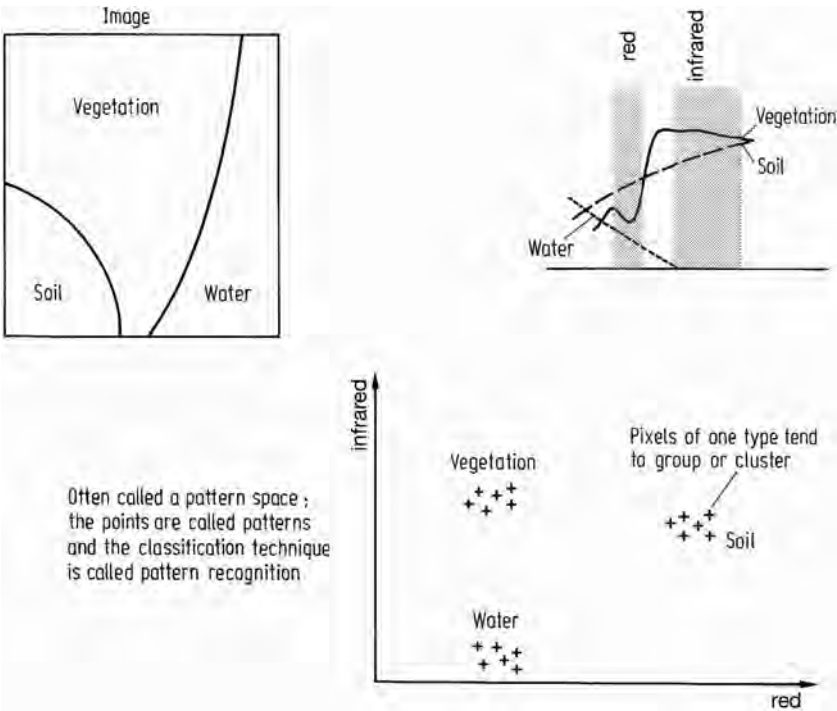 Image
Vegetation
Soil
Water
red
infrared
Vegetation
Soil
Water
Often called a pattern space;
the points are called patterns
and the classification technique
is called pattern recognition
infrared
Vegetation
Pixels of one type tend
to group or cluster
Soil
Water
red